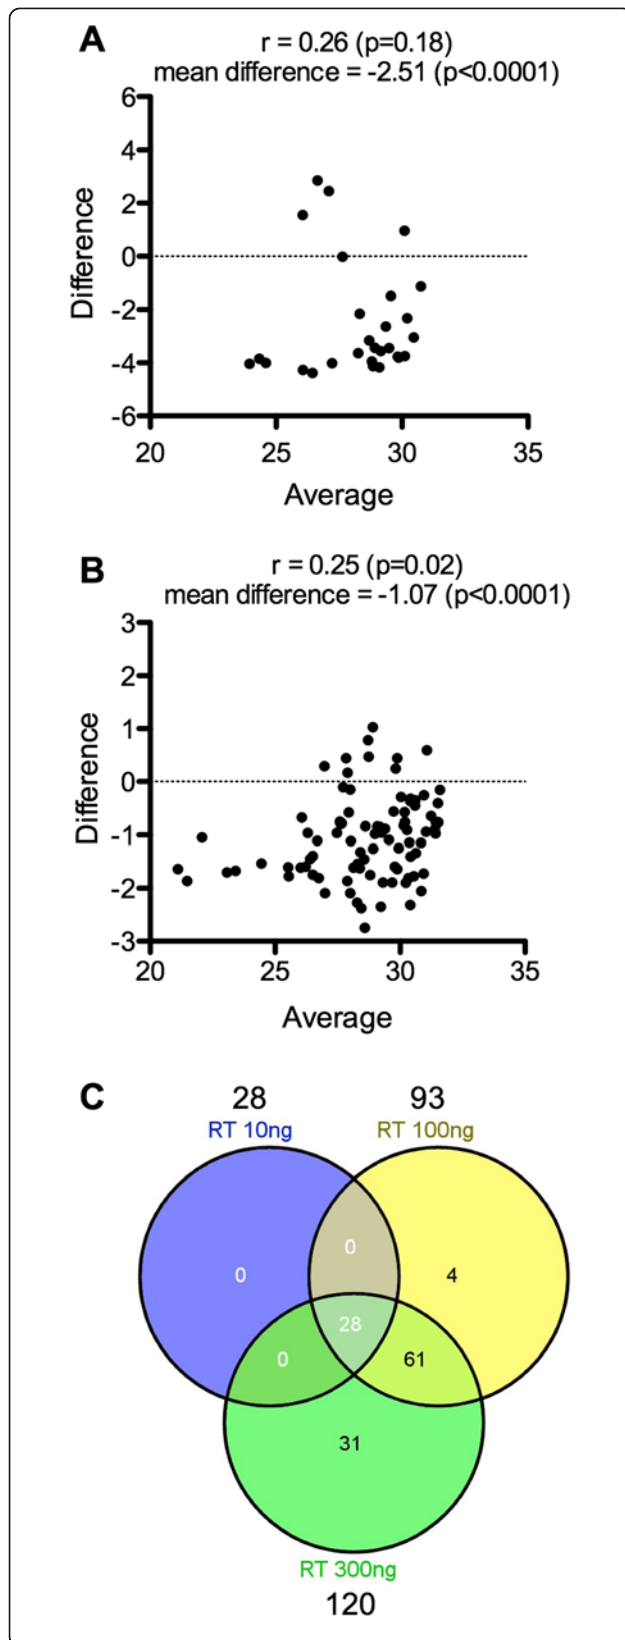 A
r = 0.26 (p=0.18)
mean difference = -2.51 (p<0.0001)
6
4
2
0
-2
-4
-6
Difference
20 25 30 35
Average
B
r = 0.25 (p=0.02)
mean difference = -1.07 (p<0.0001)
3
2
1
0
-1
-2
-3
Difference
20 25 30 35
Average
C
28 93
RT 10ng RT 100ng
0
0 4
28
0 61
31
RT 300ng
120